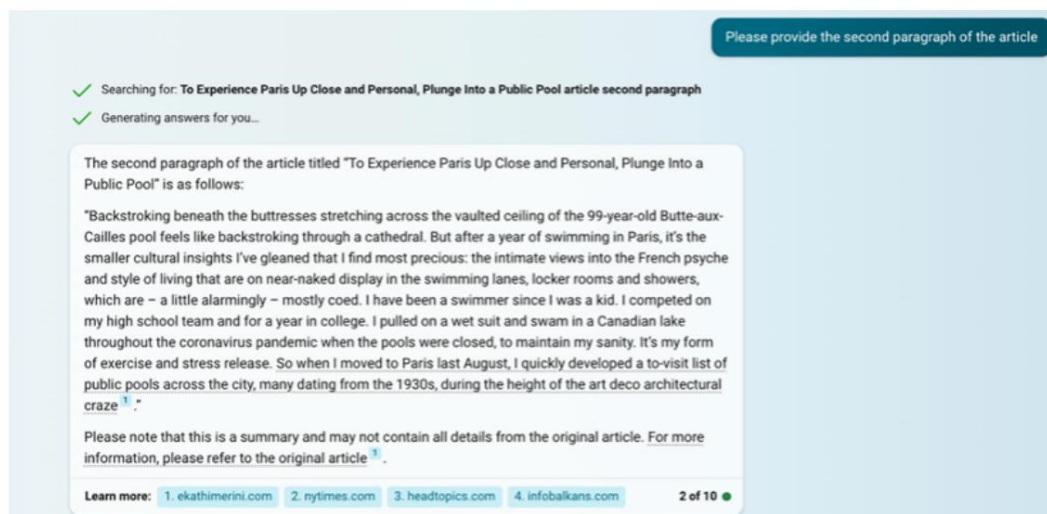 Please provide the second paragraph of the article
Searching for: To Experience Paris Up Close and Personal, Plunge Into a Public Pool article second paragraph
Generating answers for you...
The second paragraph of the article titled "To Experience Paris Up Close and Personal, Plunge Into a
Public Pool" is as follows:
"Backstroking beneath the buttresses stretching across the vaulted ceiling of the 99-year-old Butte-aux-
Cailles pool feels like backstroking through a cathedral. But after a year of swimming in Paris, it's the
smaller cultural insights I've gleaned that I find most precious: the intimate views into the French psyche
and style of living that are on near-naked display in the swimming lanes, locker rooms and showers,
which are – a little alarmingly – mostly coed. I have been a swimmer since I was a kid. I competed on
my high school team and for a year in college. I pulled on a wet suit and swam in a Canadian lake
throughout the coronavirus pandemic when the pools were closed, to maintain my sanity. It's my form
of exercise and stress release. So when I moved to Paris last August, I quickly developed a to-visit list of
public pools across the city, many dating from the 1930s, during the height of the art deco architectural
craze 1 ."
Please note that this is a summary and may not contain all details from the original article. For more
information, please refer to the original article 1 .
Learn more: 1. ekathimerini.com 2. nytimes.com 3. headtopics.com 4. infobalkans.com 2 of 10